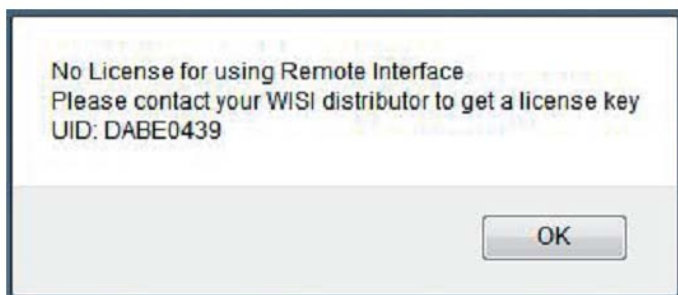 No License for using Remote Interface
Please contact your WISI distributor to get a license key
UID: DABE0439
OK